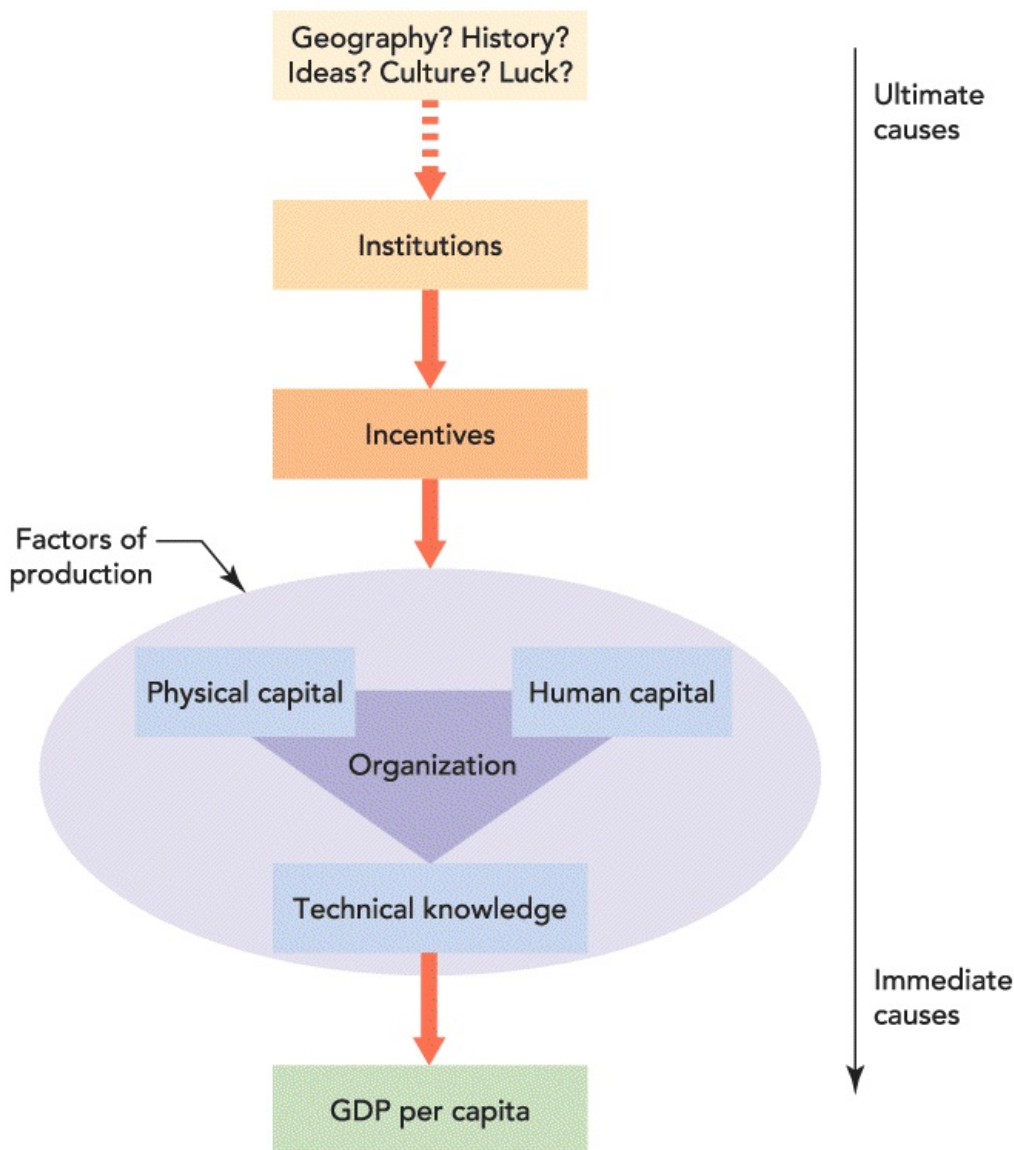 Geography? History?
Ideas? Culture? Luck?
Ultimate
causes
Institutions
Incentives
Factors of
production
Physical capital
Human capital
Organization
Technical knowledge
Immediate
causes
GDP per capita